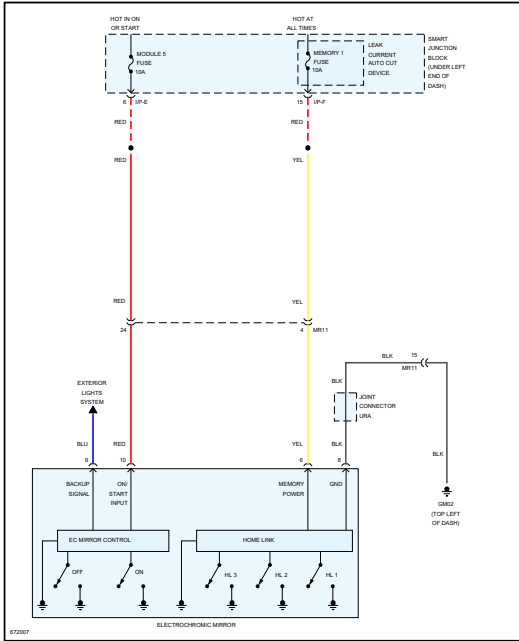 HOT IN ON
OR START
HOT AT
ALL TIMES
MODULE 5
FUSE
10A
MEMORY 1
FUSE
10A
LEAK
CURRENT
AUTO CUT
DEVICE
SMART
JUNCTION
BLOCK
(UNDER LEFT
END OF
DASH)
6 I/P-E
15 I/P-F
RED
RED
RED
YEL
RED
YEL
24
4 MR11
BLK
15
MR11
EXTERIOR
LIGHTS
SYSTEM
BLK
JOINT
CONNECTOR
URA
BLU
RED
YEL
BLK
BLK
9
10
6
8
BACKUP
SIGNAL
ON/
START
INPUT
MEMORY
POWER
GND
GM02
(TOP LEFT
OF DASH)
EC MIRROR CONTROL
HOME LINK
OFF
ON
HL 3
HL 2
HL 1
ELECTROCHROMIC MIRROR
672007